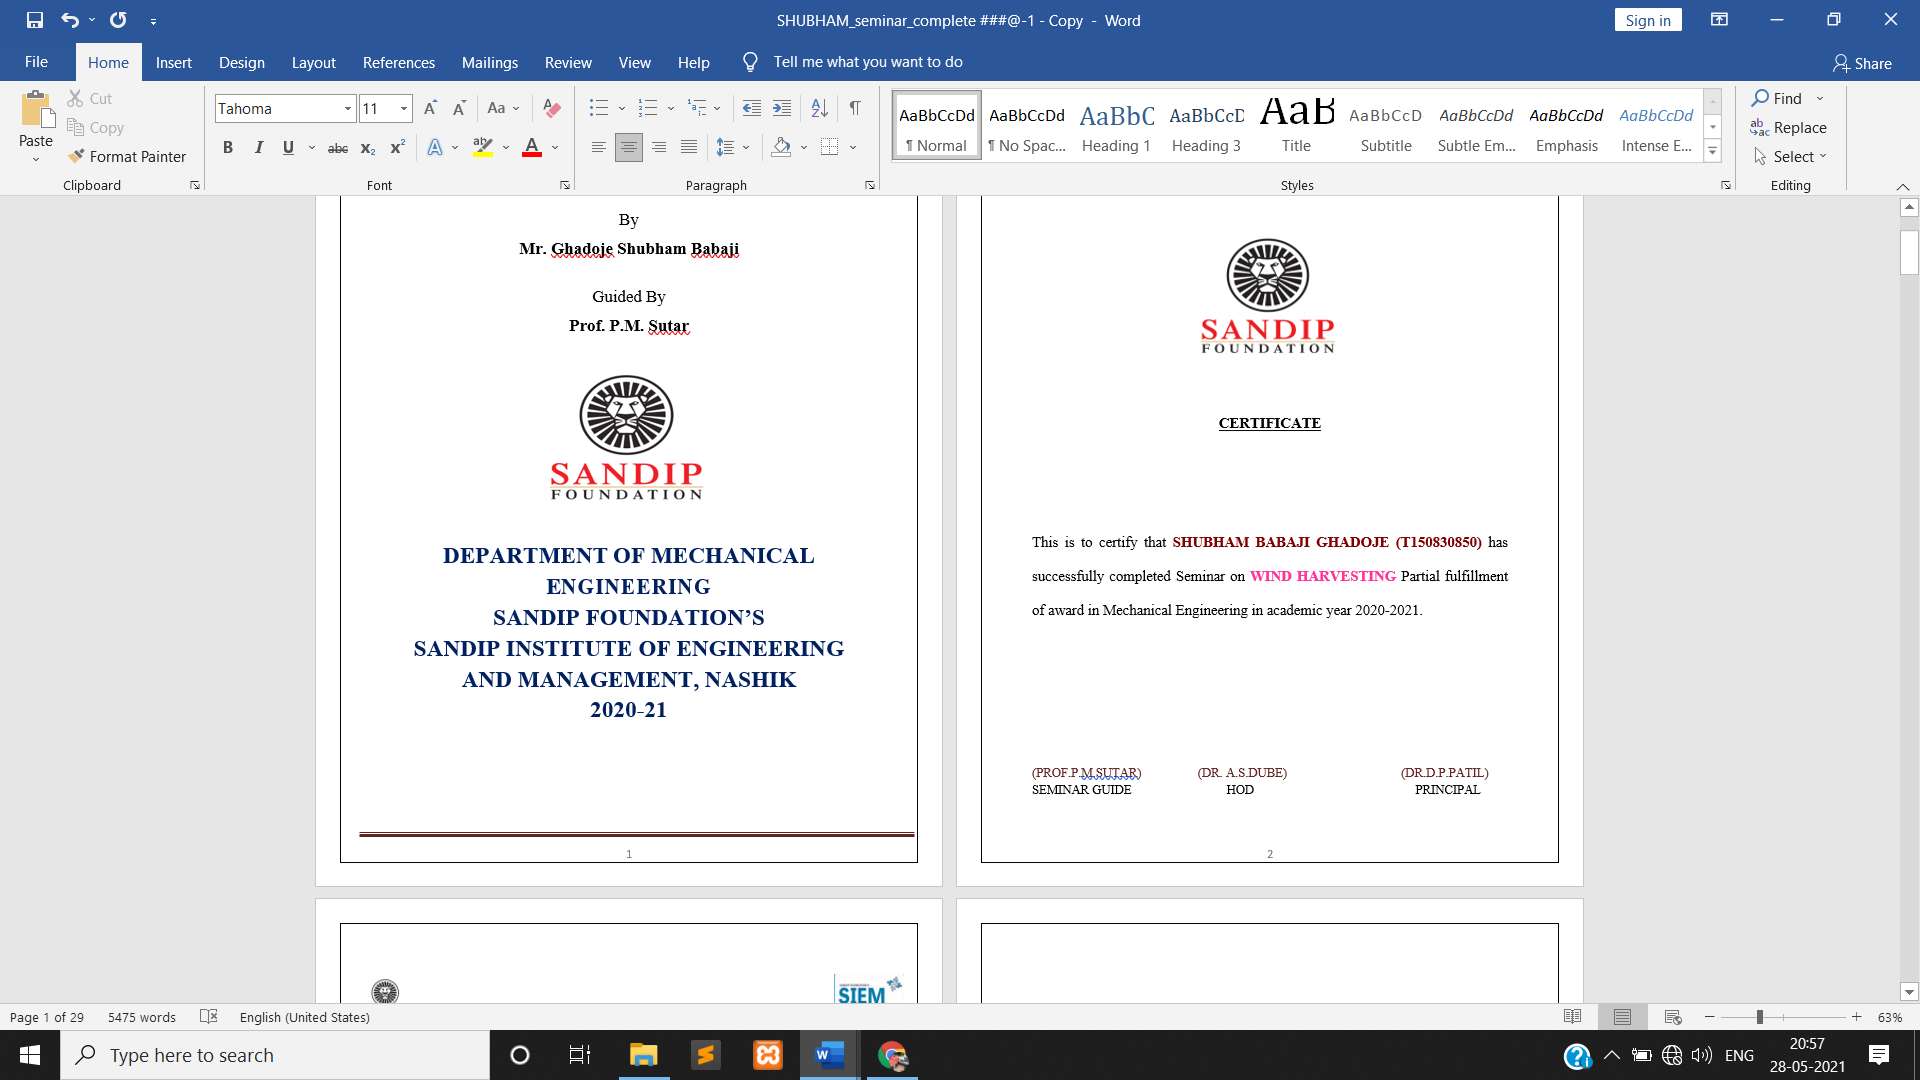 SHUBHAM_seminar_complete ###@-1 - Copy - Word
Sign in
File Home Insert Design Layout References Mailings Review View Help Tell me what you want to do
Share
Paste
Cut
Copy
Format Painter
Clipboard
Tahoma 11
Font
Paragraph
AaBbCcDd AaBbCcDd AaBbC AaBbCcD AaB AaBbCcD AaBbCcDd AaBbCcDd AaBbCcDd
¶ Normal ¶ No Spac... Heading 1 Heading 3 Title Subtitle Subtle Em... Emphasis Intense E...
Styles
Find
Replace
Select
Editing
By
Mr. Ghadoje Shubham Babaji
Guided By
Prof. P.M. Sutar
SANDIP
FOUNDATION
DEPARTMENT OF MECHANICAL
ENGINEERING
SANDIP FOUNDATION’S
SANDIP INSTITUTE OF ENGINEERING
AND MANAGEMENT, NASHIK
2020-21
1
SANDIP
FOUNDATION
CERTIFICATE
This is to certify that SHUBHAM BABAJI GHADOJE (T150830850) has
successfully completed Seminar on WIND HARVESTING Partial fulfillment
of award in Mechanical Engineering in academic year 2020-2021.
(PROF.P.M.SUTAR) (DR. A.S.DUBE) (DR.D.P.PATIL)
SEMINAR GUIDE HOD PRINCIPAL
2
SIEM
Page 1 of 29 5475 words English (United States)
63%
Type here to search
ENG
20:57
28-05-2021